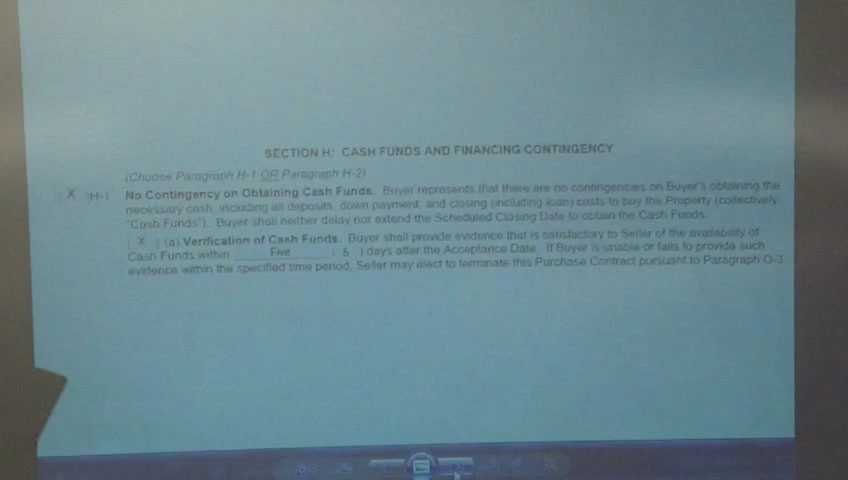 SECTION H: CASH FUNDS AND FINANCING CONTINGENCY
(Choose Paragraph H-1 OR Paragraph H-2)
[ X ]H-1 No Contingency on Obtaining Cash Funds. Buyer represents that there are no contingencies on Buyer's obtaining the
necessary cash, including all deposits, down payment, and closing (including loan) costs to buy the Property (collectively
"Cash Funds"). Buyer shall neither delay nor extend the Scheduled Closing Date to obtain the Cash Funds.
[ X ] (a) Verification of Cash Funds. Buyer shall provide evidence that is satisfactory to Seller of the availability of
Cash Funds within Five ( 5 ) days after the Acceptance Date. If Buyer is unable or fails to provide such
evidence within the specified time period, Seller may elect to terminate this Purchase Contract pursuant to Paragraph O-3